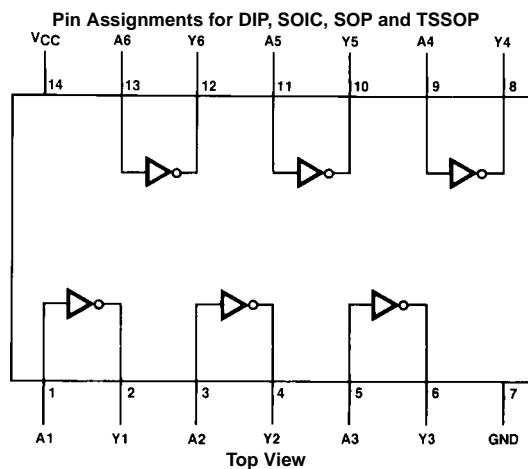 Pin Assignments for DIP, SOIC, SOP and TSSOP
VCC A6 Y6 A5 Y5 A4 Y4
14 13 12 11 10 9 8
1 2 3 4 5 6 7
A1 Y1 A2 Y2 A3 Y3 GND
Top View